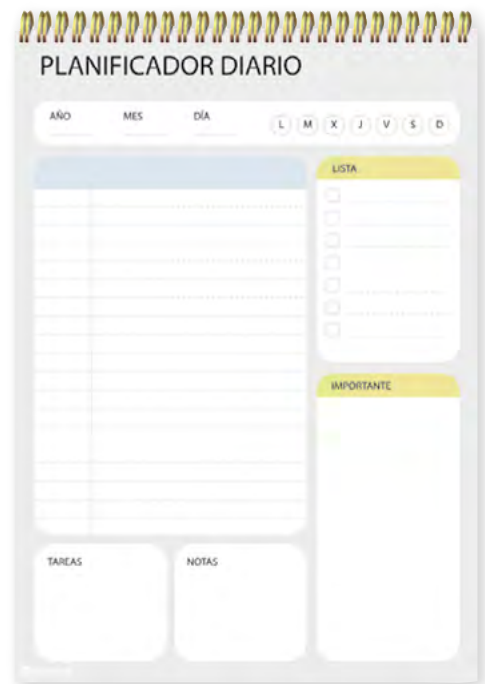 PLANIFICADOR DIARIO
AÑO MES DÍA L M X J V S D
LISTA
IMPORTANTE
TAREAS
NOTAS